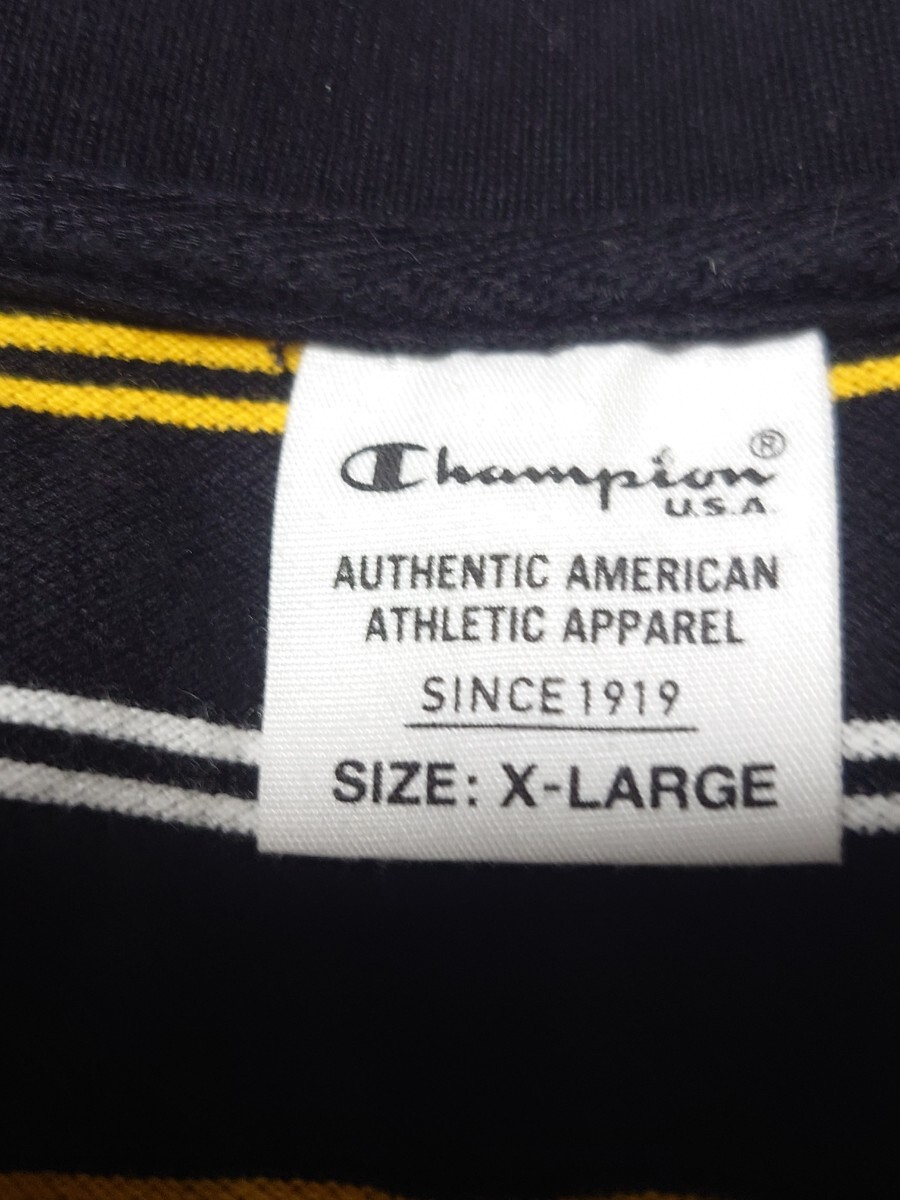 Champion®
U.S.A.
AUTHENTIC AMERICAN
ATHLETIC APPAREL
SINCE 1919
SIZE: X-LARGE